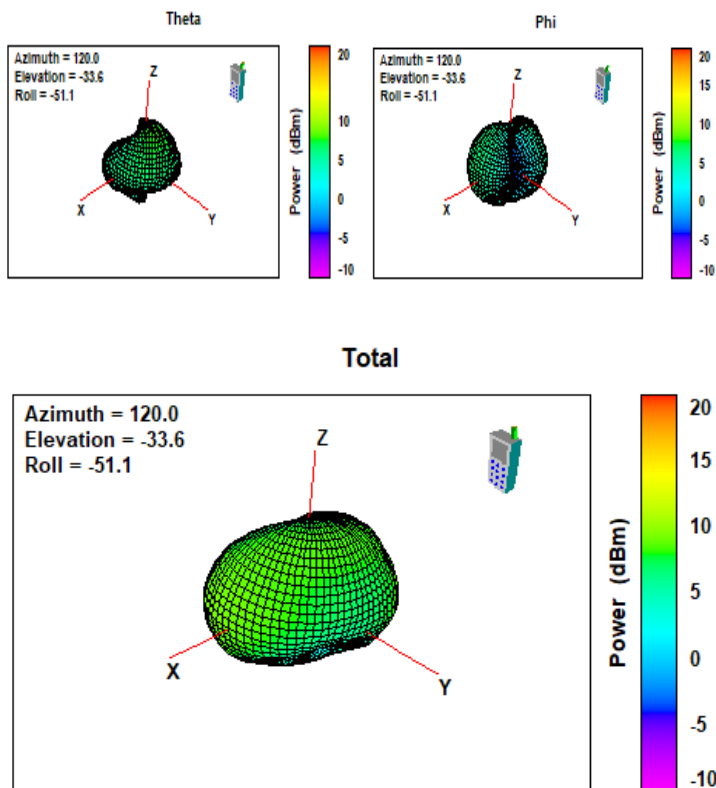 Theta
Azimuth = 120.0
Elevation = -33.6
Roll = -51.1
Z
X
Y
20
15
10
5
0
-5
-10
Power (dBm)
Phi
Azimuth = 120.0
Elevation = -33.6
Roll = -51.1
Z
X
Y
20
15
10
5
0
-5
-10
Power (dBm)
Total
Azimuth = 120.0
Elevation = -33.6
Roll = -51.1
Z
X
Y
20
15
10
5
0
-5
-10
Power (dBm)